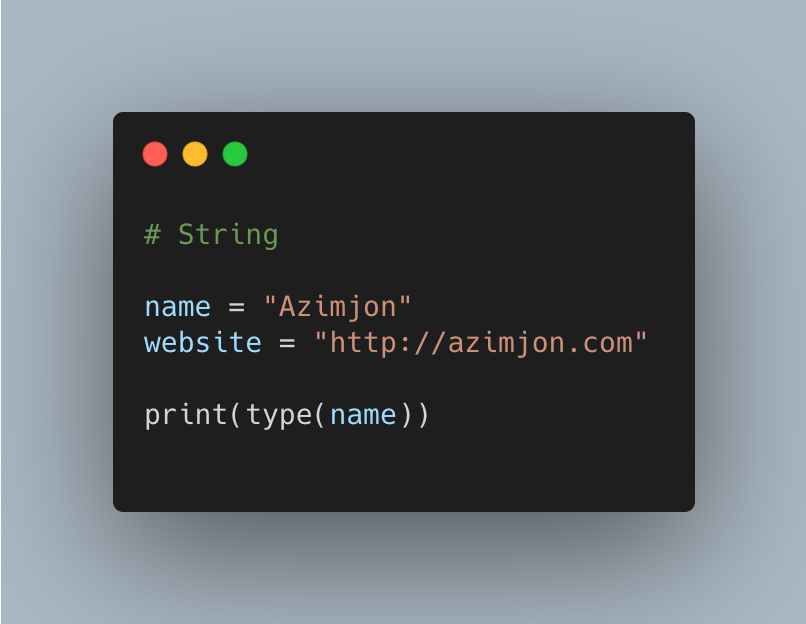 # String
name = "Azimjon"
website = "http://azimjon.com"
print(type(name))